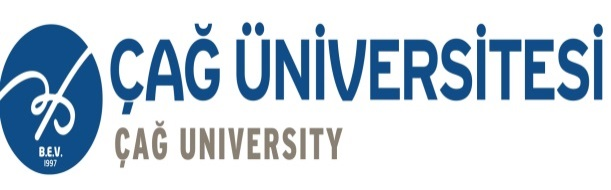 ÇAĞ ÜNİVERSİTESİ
ÇAĞ UNIVERSITY
B.E.V.
1997